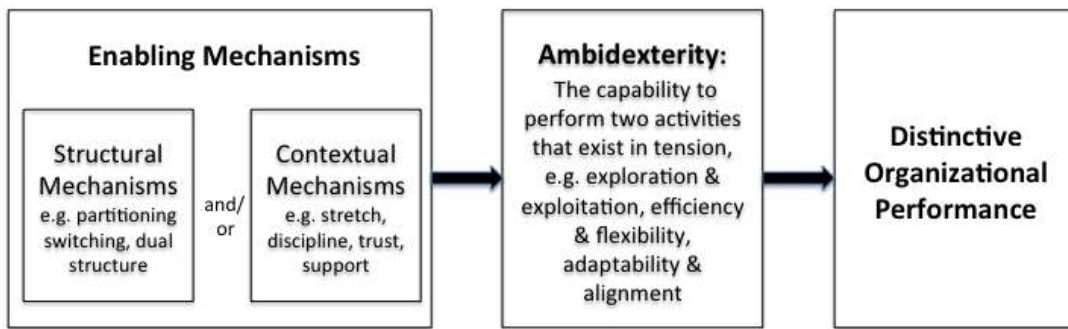 Enabling Mechanisms
Structural
Mechanisms
e.g. partitioning
switching, dual
structure
and/
or
Contextual
Mechanisms
e.g. stretch,
discipline, trust,
support
Ambidexterity:
The capability to
perform two activities
that exist in tension,
e.g. exploration &
exploitation, efficiency
& flexibility,
adaptability &
alignment
Distinctive
Organizational
Performance